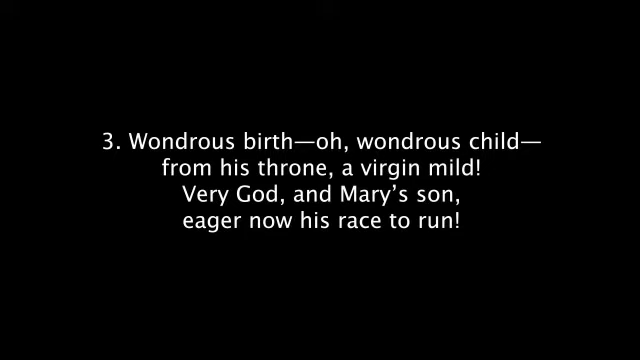 3. Wondrous birth—oh, wondrous child—
from his throne, a virgin mild!
Very God, and Mary’s son,
eager now his race to run!